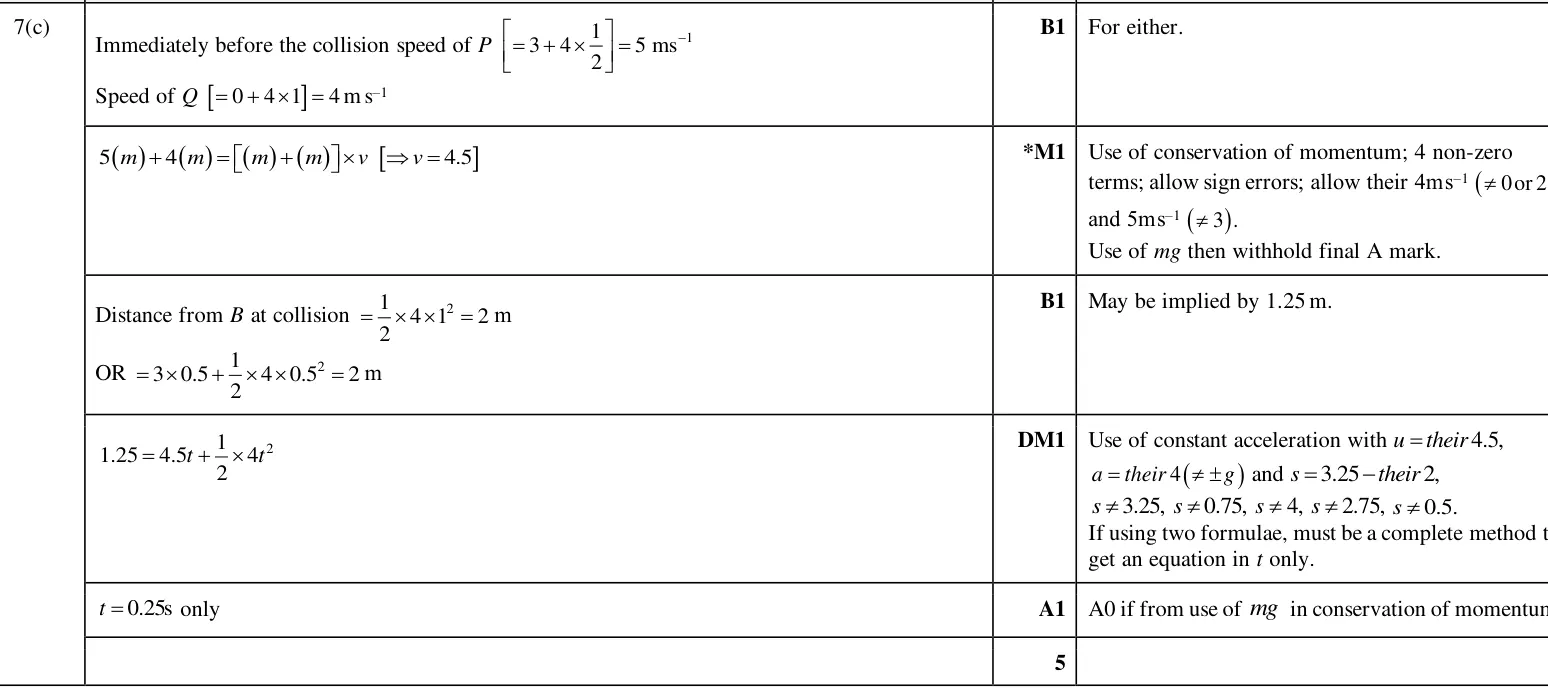 7(c)
Immediately before the collision speed of P [= 3 + 4 × 1/2] = 5 ms⁻¹
Speed of Q [= 0 + 4 × 1] = 4 m s⁻¹
B1
For either.
5(m) + 4(m) = [(m) + (m)] × v [⇒ v = 4.5]
*M1
Use of conservation of momentum; 4 non-zero
terms; allow sign errors; allow their 4ms⁻¹ (≠ 0 or 2
and 5ms⁻¹ (≠ 3).
Use of mg then withhold final A mark.
Distance from B at collision = 1/2 × 4 × 1² = 2 m
OR = 3 × 0.5 + 1/2 × 4 × 0.5² = 2 m
B1
May be implied by 1.25 m.
1.25 = 4.5t + 1/2 × 4t²
DM1
Use of constant acceleration with u = their 4.5,
a = their 4 (≠ ±g) and s = 3.25 − their 2,
s ≠ 3.25, s ≠ 0.75, s ≠ 4, s ≠ 2.75, s ≠ 0.5.
If using two formulae, must be a complete method t
get an equation in t only.
t = 0.25s only
A1
A0 if from use of mg in conservation of momentum
5